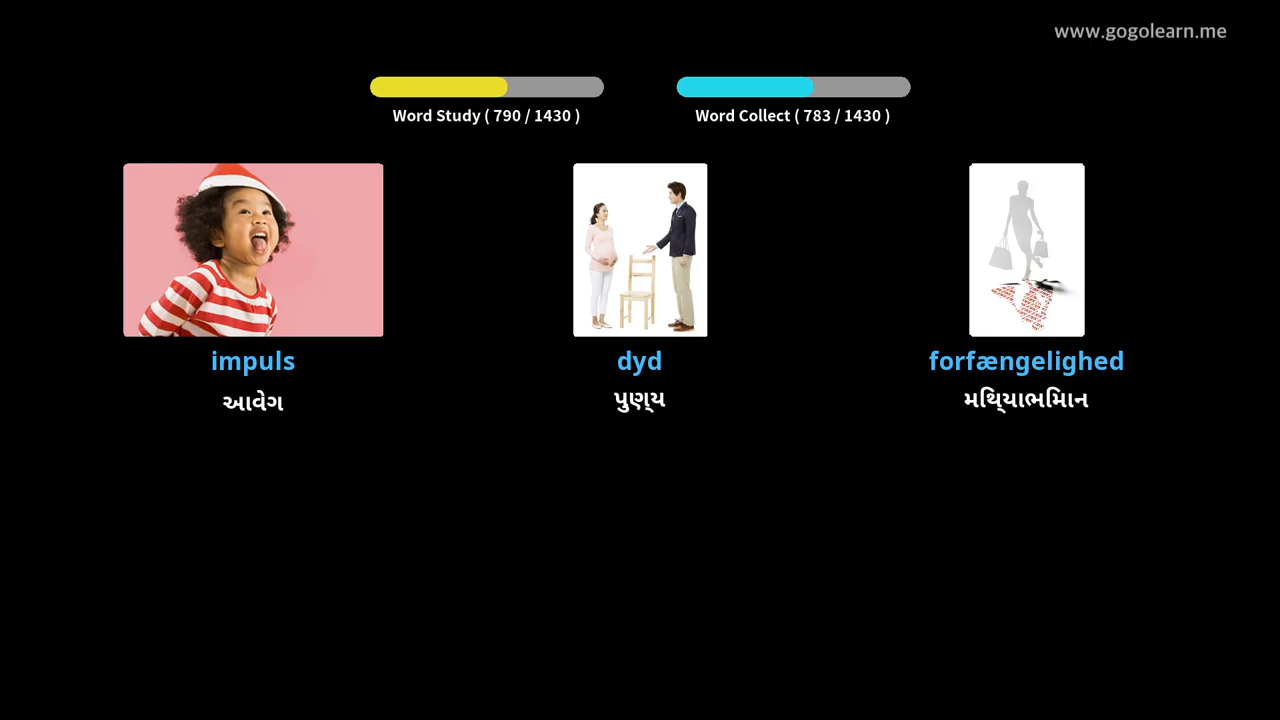 www.gogolearn.me
Word Study ( 790 / 1430 )
Word Collect ( 783 / 1430 )
impuls
dyd
forfængelighed
આવેગ
પુણ્ય
મિથ્યાભિમાન